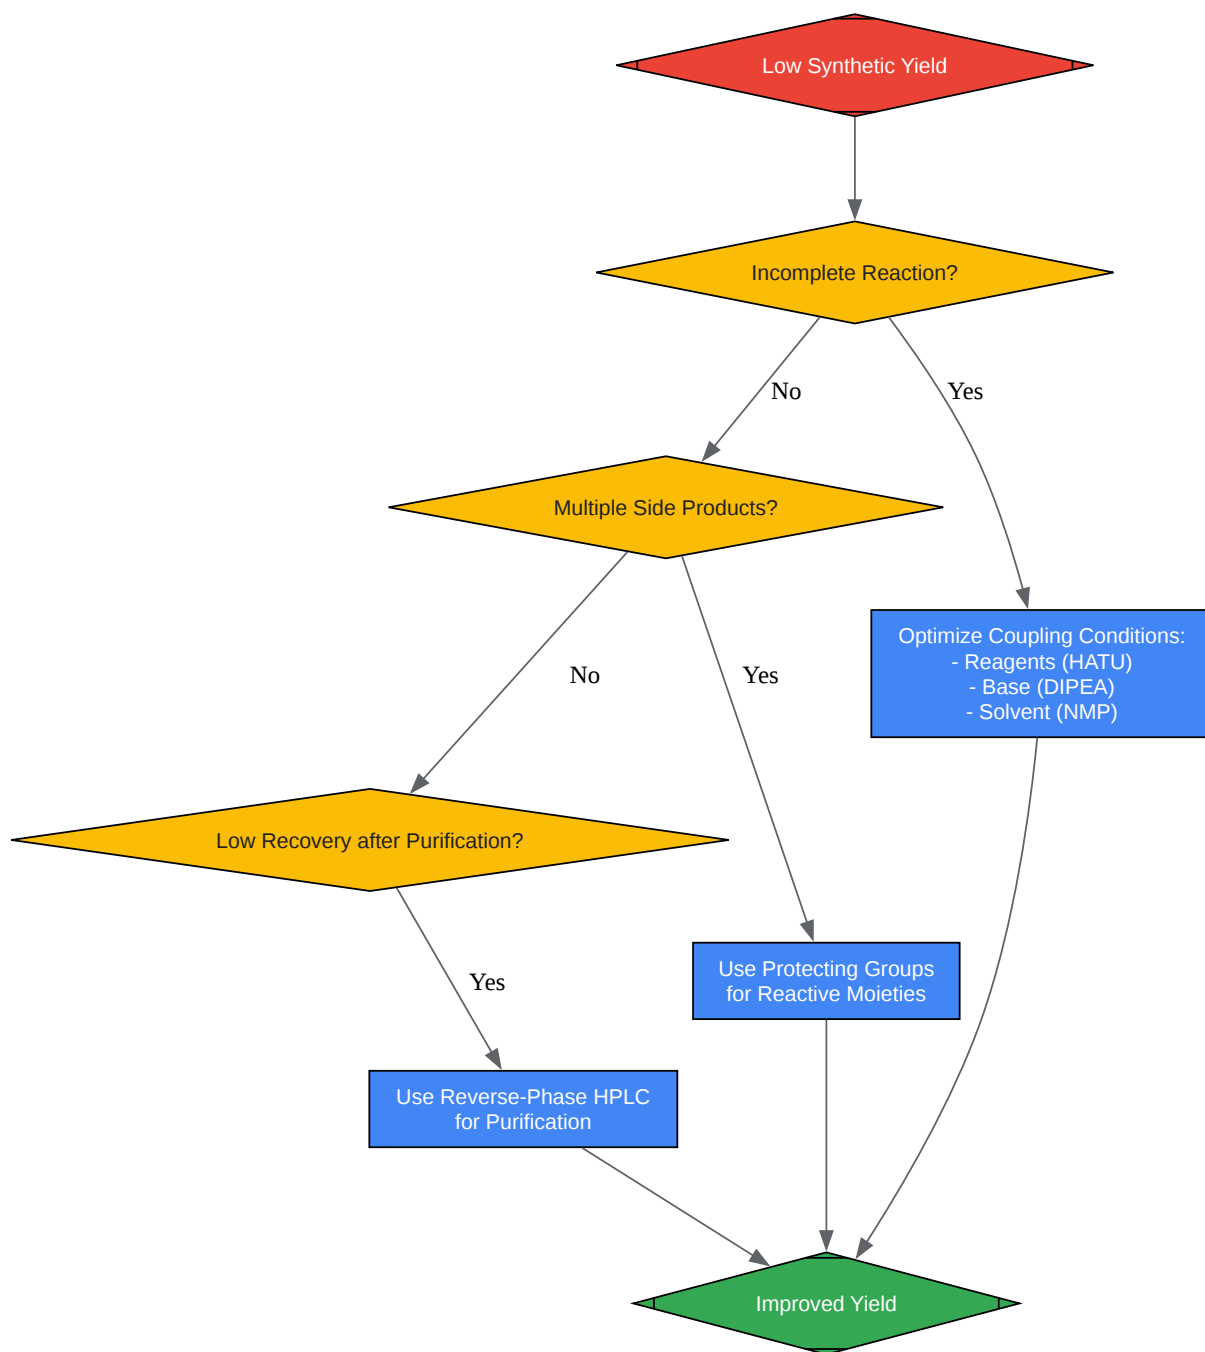 Low Synthetic Yield
Incomplete Reaction?
No
Yes
Multiple Side Products?
Optimize Coupling Conditions:
- Reagents (HATU)
- Base (DIPEA)
- Solvent (NMP)
No
Yes
Low Recovery after Purification?
Use Protecting Groups
for Reactive Moieties
Yes
Use Reverse-Phase HPLC
for Purification
Improved Yield